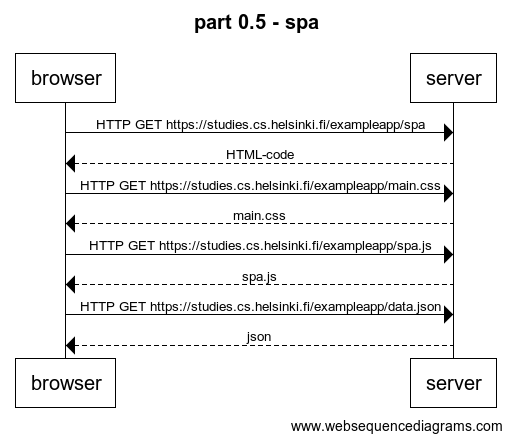 part 0.5 - spa
browser server
HTTP GET https://studies.cs.helsinki.fi/exampleapp/spa
HTML-code
HTTP GET https://studies.cs.helsinki.fi/exampleapp/main.css
main.css
HTTP GET https://studies.cs.helsinki.fi/exampleapp/spa.js
spa.js
HTTP GET https://studies.cs.helsinki.fi/exampleapp/data.json
json
browser server
www.websequencediagrams.com